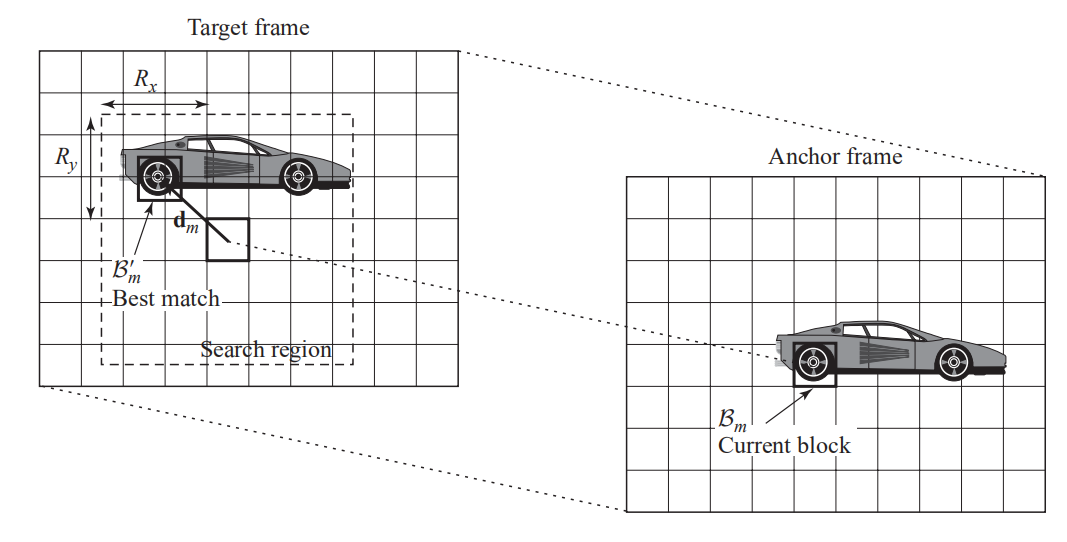 Target frame
R_x
R_y
d_m
B'_m
Best match
Search region
Anchor frame
B_m
Current block